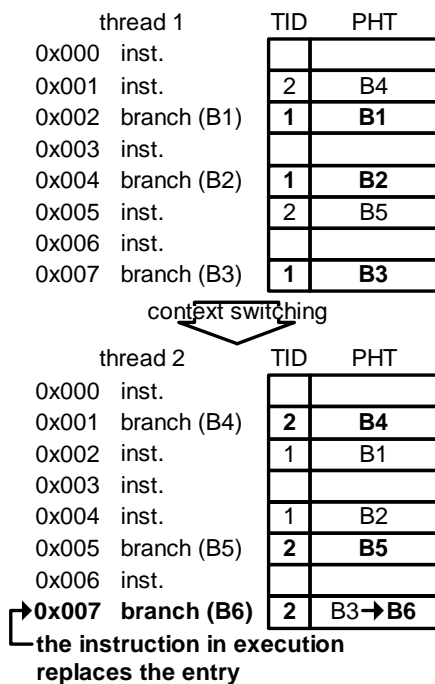 thread 1 TID PHT
0x000 inst.
0x001 inst. 2 B4
0x002 branch (B1) 1 B1
0x003 inst.
0x004 branch (B2) 1 B2
0x005 inst. 2 B5
0x006 inst.
0x007 branch (B3) 1 B3
context switching
thread 2 TID PHT
0x000 inst.
0x001 branch (B4) 2 B4
0x002 inst. 1 B1
0x003 inst.
0x004 inst. 1 B2
0x005 branch (B5) 2 B5
0x006 inst.
0x007 branch (B6) 2 B3➔B6
the instruction in execution
replaces the entry